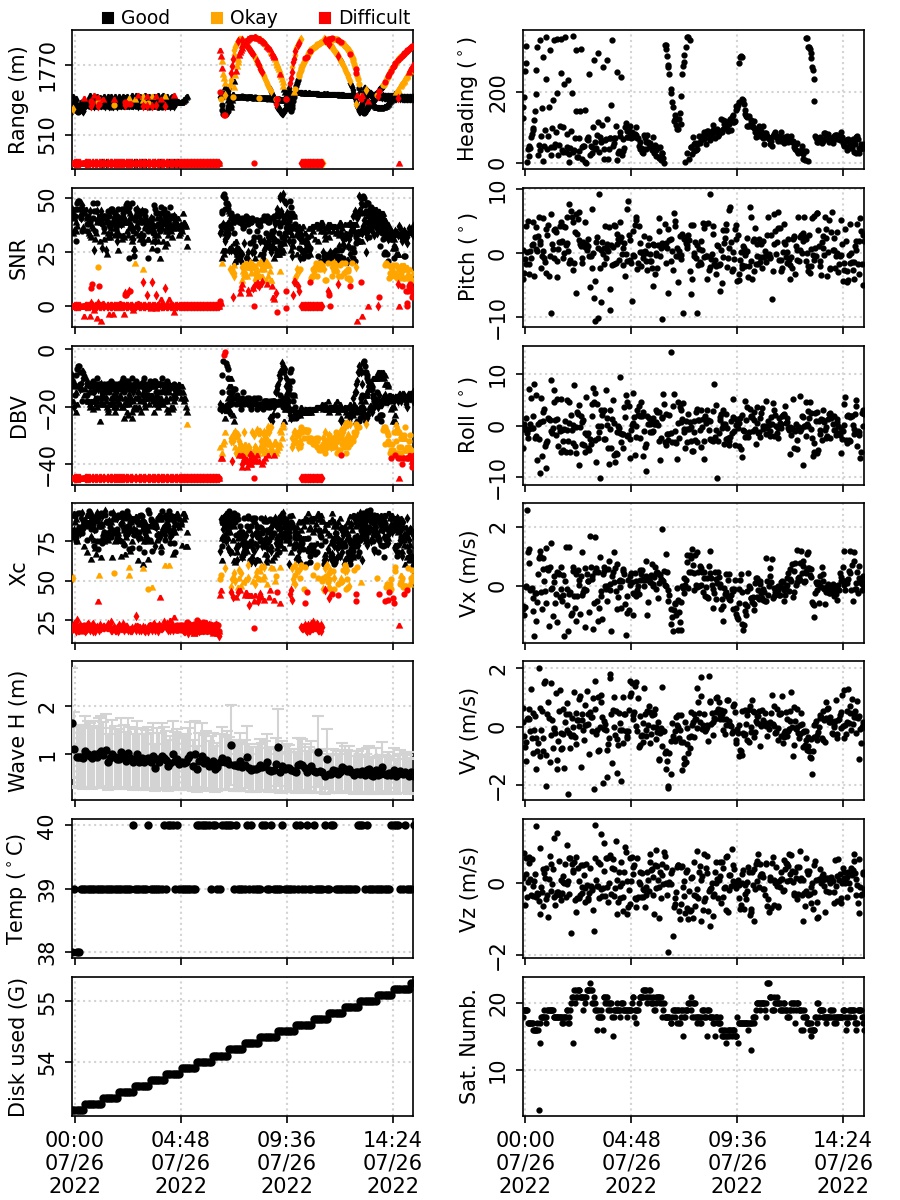 Good Okay Difficult
Range (m)
1770
510
SNR
50
25
0
DBV
0
−20
−40
Xc
75
50
25
Wave H (m)
2
1
Temp (°C)
40
39
38
Disk used (G)
55
54
00:00 04:48 09:36 14:24
07/26 07/26 07/26 07/26
2022 2022 2022 2022
Heading (°)
200
0
Pitch (°)
10
0
−10
Roll (°)
10
0
−10
Vx (m/s)
2
0
Vy (m/s)
2
0
−2
Vz (m/s)
0
−2
Sat. Numb.
20
10
00:00 04:48 09:36 14:24
07/26 07/26 07/26 07/26
2022 2022 2022 2022